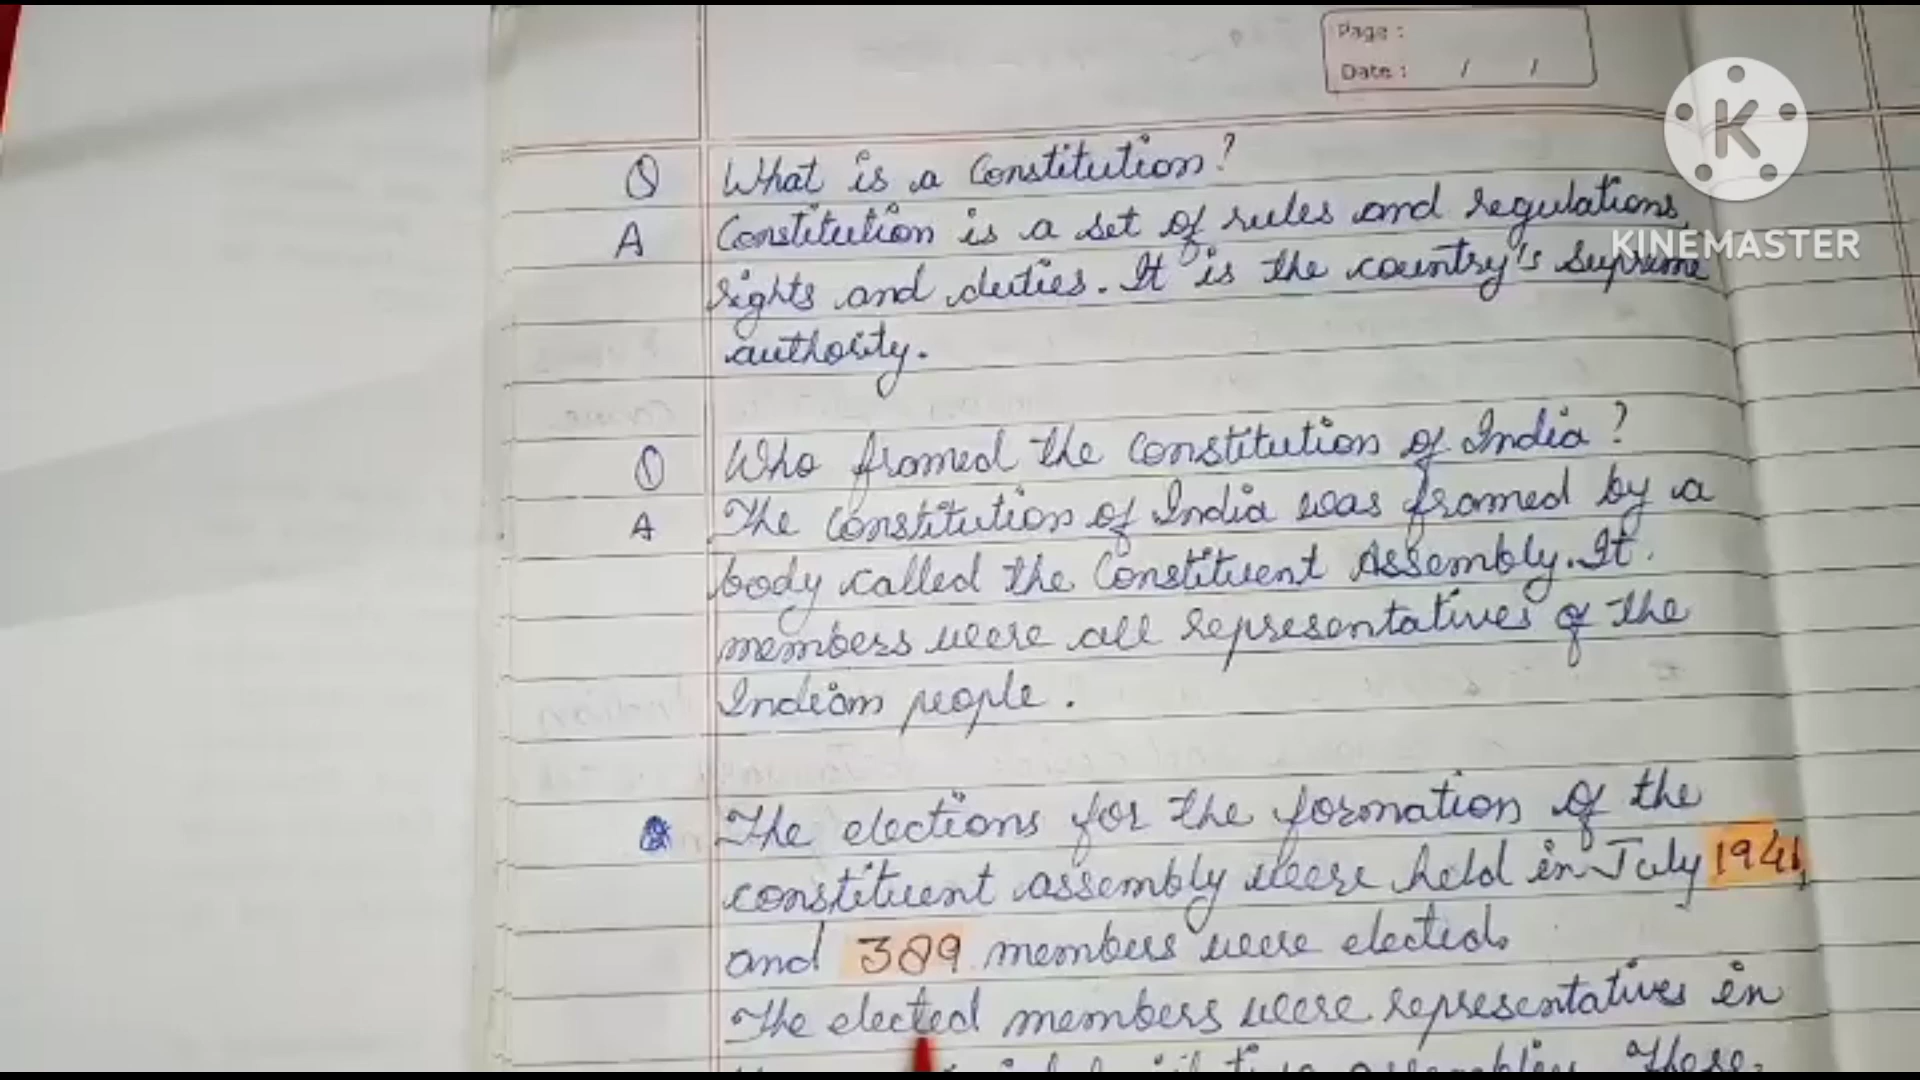 Page :
Date : / /
K
KINEMASTER
Q What is a Constitution?
A Constitution is a set of rules and regulations,
rights and duties. It is the country's supreme
authority.
Q Who framed the constitution of India?
A The constitution of India was framed by a
body called the Constituent Assembly. It
members were all representatives of the
Indian people.
The elections for the formation of the
constituent assembly were held in July
and 389 members were elected.
The elected members were representatives in
assemblies. These